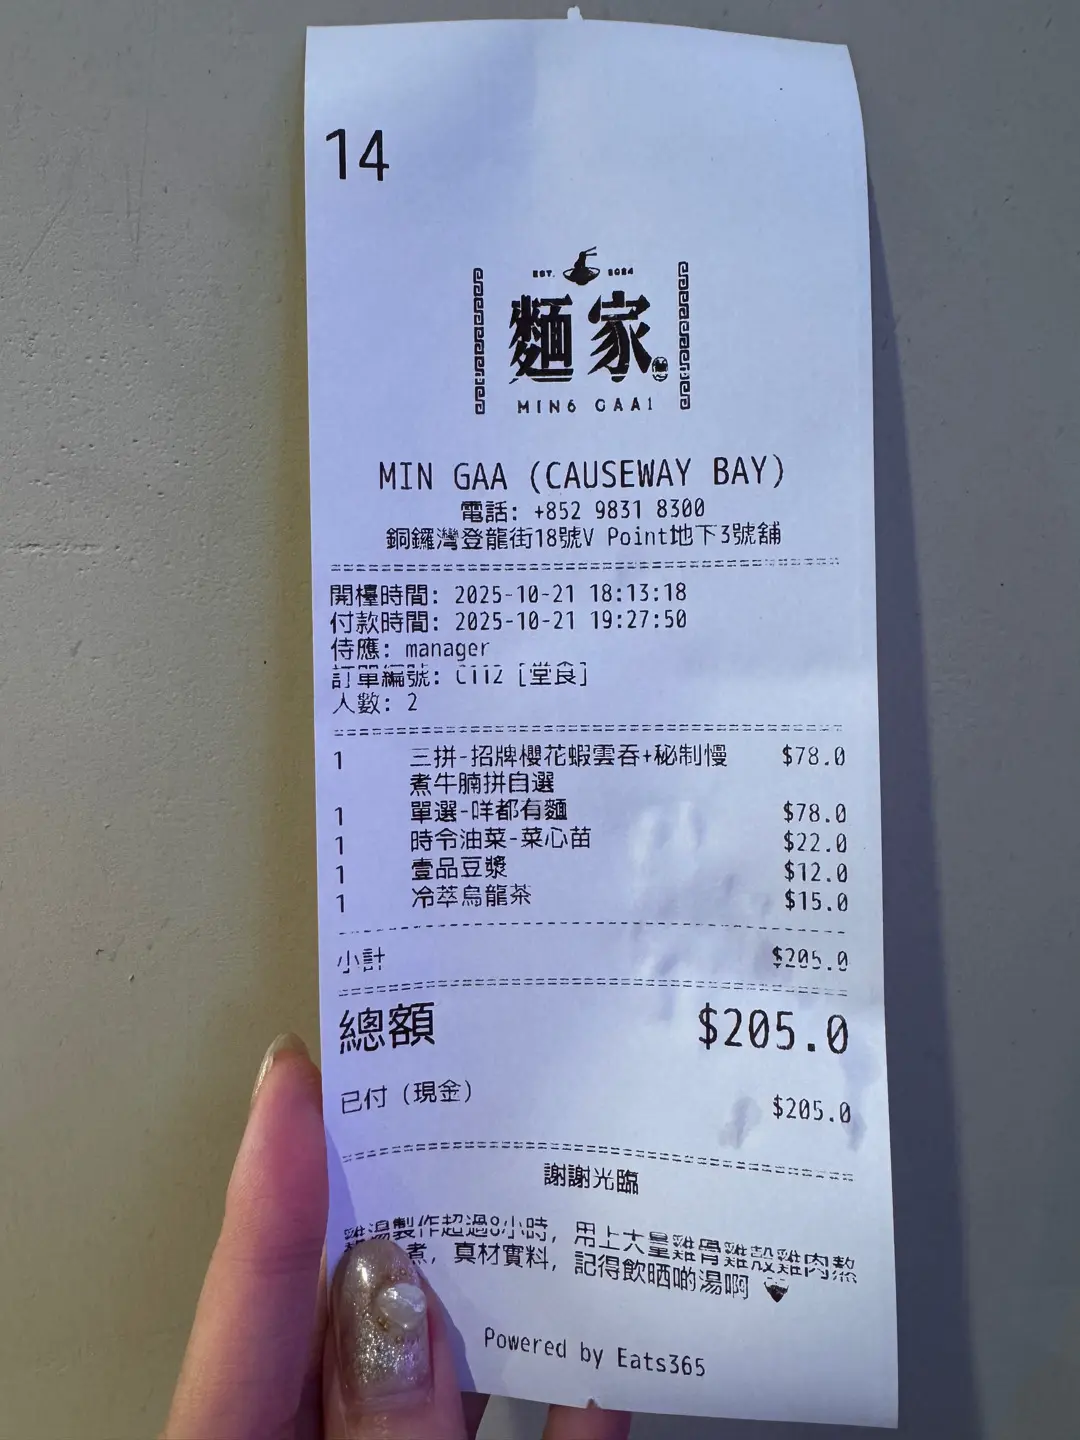 14
EST. 2024
麵家
MING GAAI
MIN GAA (CAUSEWAY BAY)
電話: +852 9831 8300
銅鑼灣登龍街18號V Point地下3號舖
開檯時間: 2025-10-21 18:13:18
付款時間: 2025-10-21 19:27:50
侍應: manager
訂單編號: C112 [堂食]
人數: 2
1 三拼-招牌櫻花蝦雲吞+秘制慢 $78.0
煮牛腩拼自選
1 單選-咩都有麵 $78.0
1 時令油菜-菜心苗 $22.0
1 壹品豆漿 $12.0
1 冷萃烏龍茶 $15.0
小計 $205.0
總額 $205.0
已付 (現金) $205.0
謝謝光臨
雞湯製作超過8小時, 用上大量雞骨雞殼雞肉熬
煮, 真材實料, 記得飲晒啲湯啊
Powered by Eats365